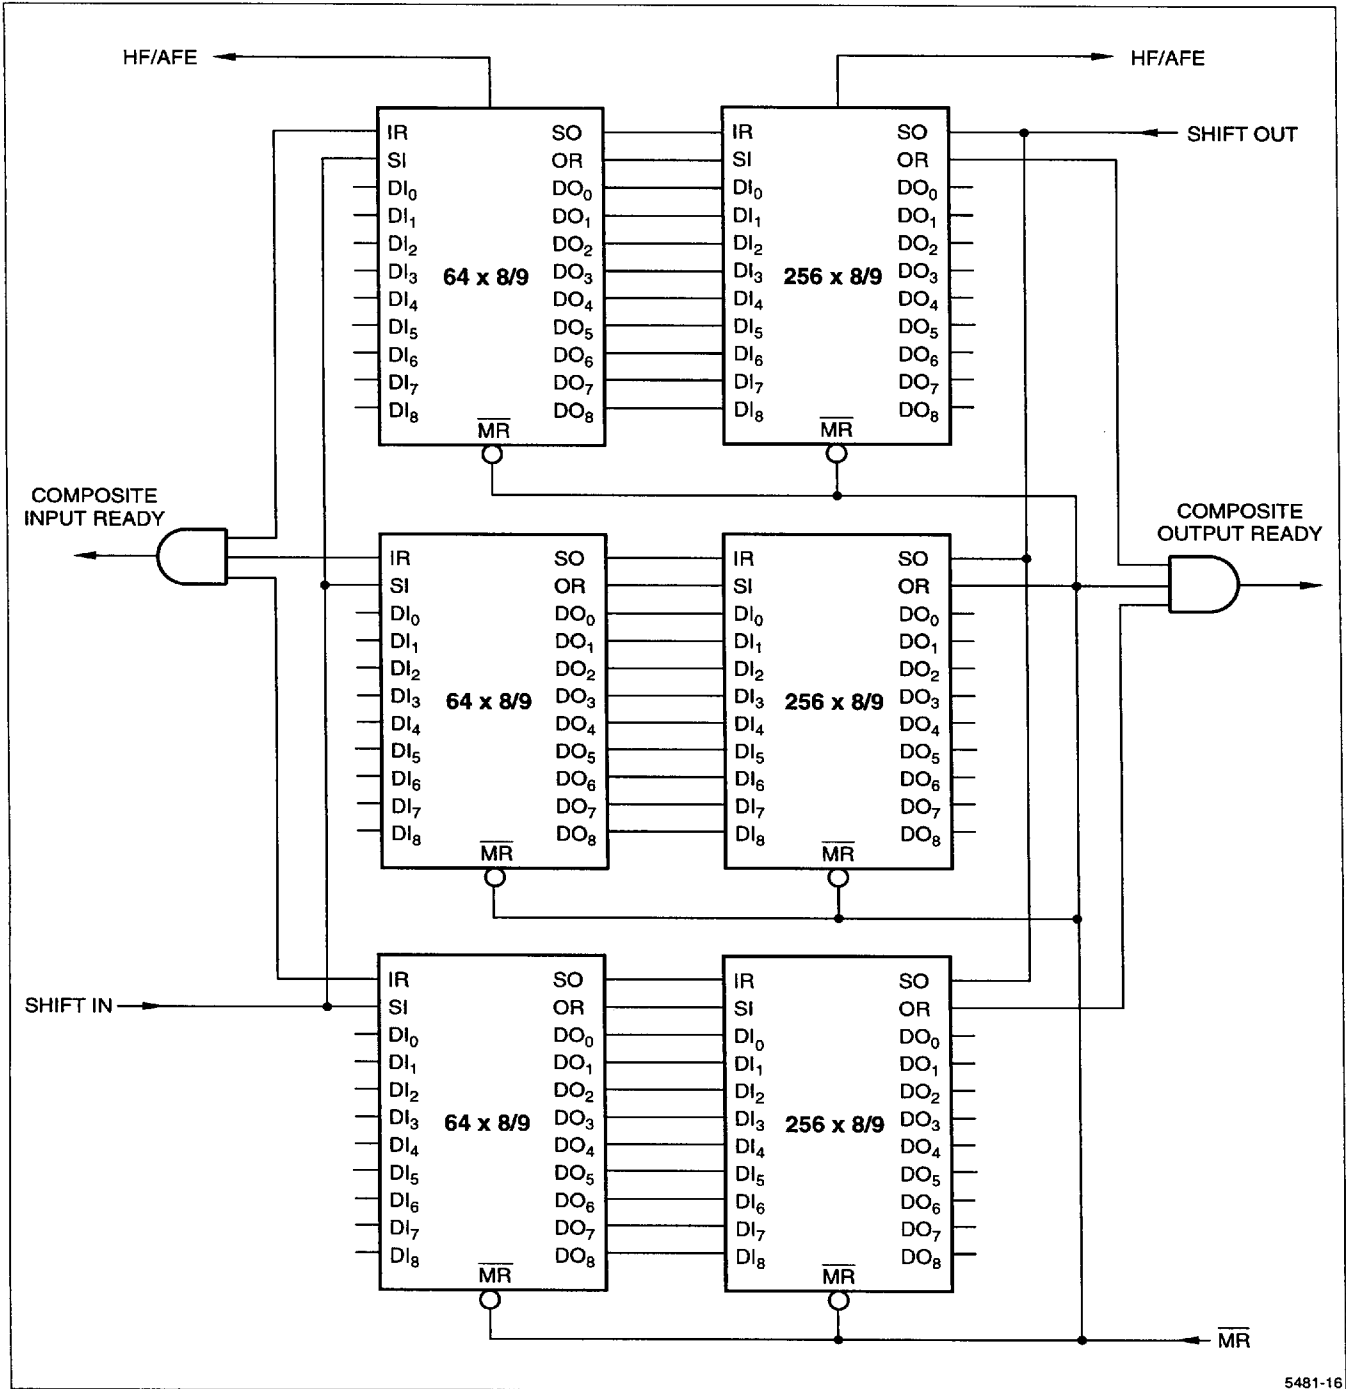 HF/AFE
HF/AFE
IR SO IR SO SHIFT OUT
SI OR SI OR
DI0 DO0 DI0 DO0
DI1 DO1 DI1 DO1
DI2 DO2 DI2 DO2
DI3 64 x 8/9 DO3 DI3 256 x 8/9 DO3
DI4 DO4 DI4 DO4
DI5 DO5 DI5 DO5
DI6 DO6 DI6 DO6
DI7 DO7 DI7 DO7
DI8 DO8 DI8 DO8
MR MR
COMPOSITE
INPUT READY
COMPOSITE
OUTPUT READY
IR SO IR SO
SI OR SI OR
DI0 DO0 DI0 DO0
DI1 DO1 DI1 DO1
DI2 DO2 DI2 DO2
DI3 64 x 8/9 DO3 DI3 256 x 8/9 DO3
DI4 DO4 DI4 DO4
DI5 DO5 DI5 DO5
DI6 DO6 DI6 DO6
DI7 DO7 DI7 DO7
DI8 DO8 DI8 DO8
MR MR
IR SO IR SO
SHIFT IN SI OR SI OR
DI0 DO0 DI0 DO0
DI1 DO1 DI1 DO1
DI2 DO2 DI2 DO2
DI3 64 x 8/9 DO3 DI3 256 x 8/9 DO3
DI4 DO4 DI4 DO4
DI5 DO5 DI5 DO5
DI6 DO6 DI6 DO6
DI7 DO7 DI7 DO7
DI8 DO8 DI8 DO8
MR MR
MR
5481-16